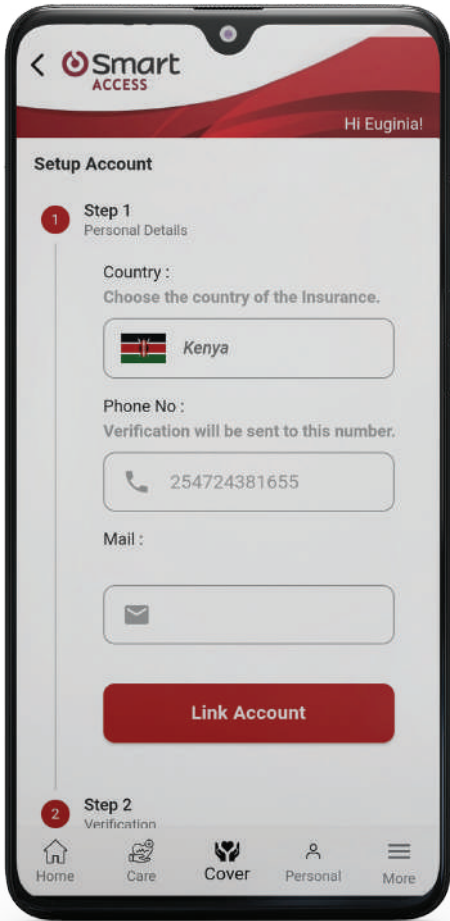 Smart
ACCESS
Hi Euginia!
Setup Account
1
Step 1
Personal Details
Country :
Choose the country of the Insurance.
Kenya
Phone No :
Verification will be sent to this number.
254724381655
Mail :
Link Account
2
Step 2
Verification
Home
Care
Cover
Personal
More